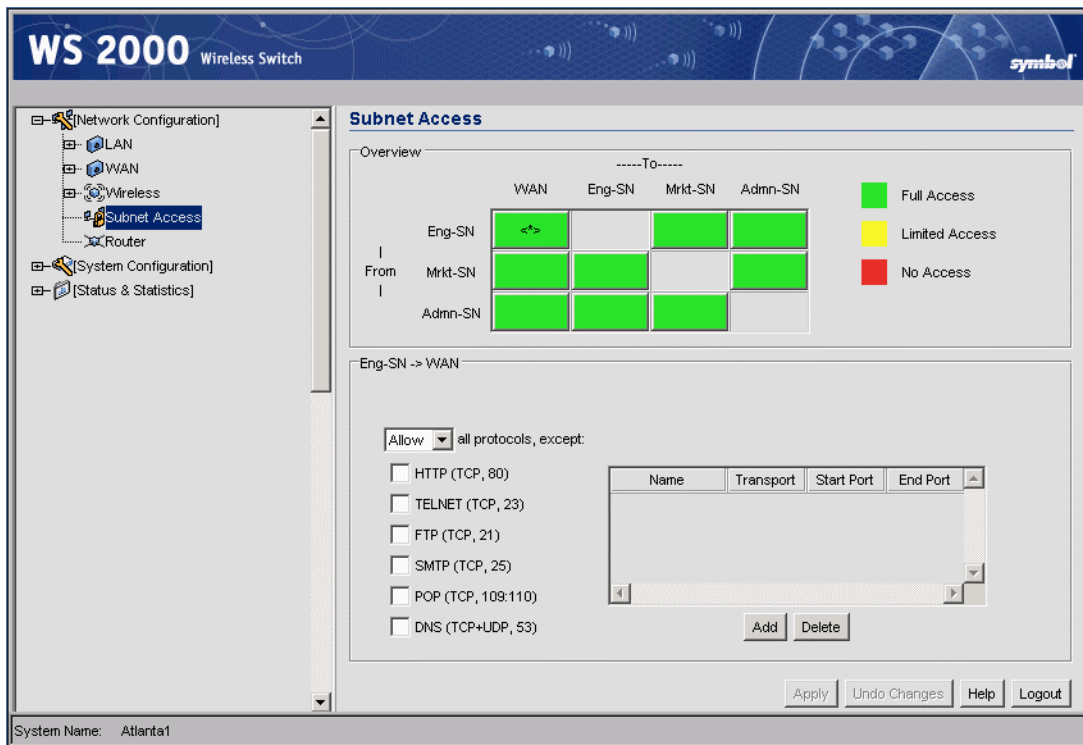 WS 2000 Wireless Switch
symbol
[Network Configuration]
LAN
WAN
Wireless
Subnet Access
Router
[System Configuration]
[Status & Statistics]
Subnet Access
Overview
-----To-----
WAN Eng-SN Mrkt-SN Admn-SN
Eng-SN <*>
| From |
Mrkt-SN
Admn-SN
Full Access
Limited Access
No Access
Eng-SN -> WAN
Allow all protocols, except:
HTTP (TCP, 80)
TELNET (TCP, 23)
FTP (TCP, 21)
SMTP (TCP, 25)
POP (TCP, 109:110)
DNS (TCP+UDP, 53)
Name Transport Start Port End Port
Add Delete
Apply Undo Changes Help Logout
System Name: Atlanta1